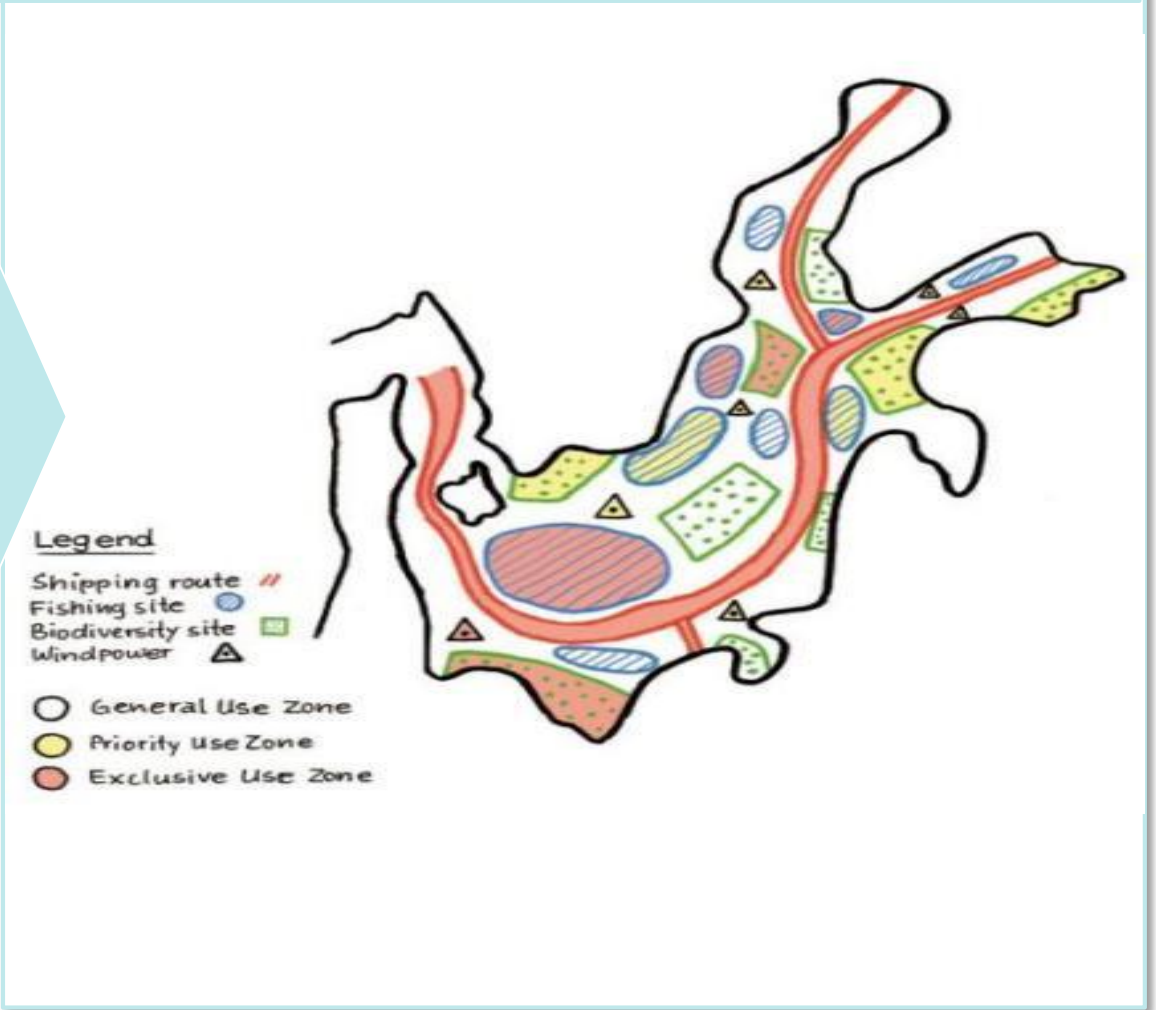 Legend
Shipping route
Fishing site
Biodiversity site
Windpower
General Use Zone
Priority Use Zone
Exclusive Use Zone